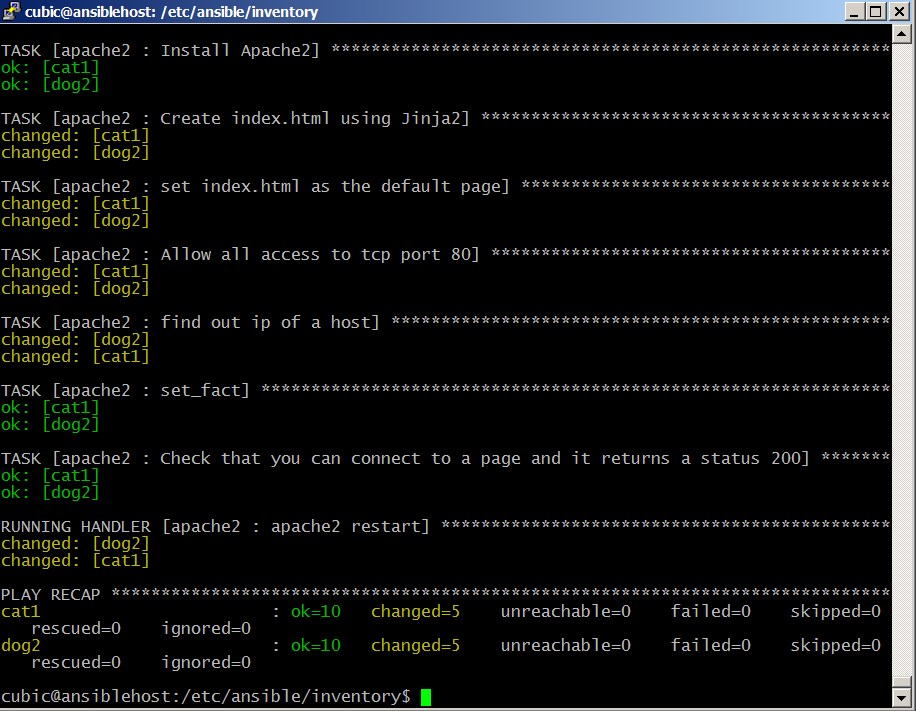 cubic@ansiblehost: /etc/ansible/inventory
TASK [apache2 : Install Apache2] ********************************************************
ok: [cat1]
ok: [dog2]
TASK [apache2 : Create index.html using Jinja2] *****************************************
changed: [cat1]
changed: [dog2]
TASK [apache2 : set index.html as the default page] *************************************
changed: [cat1]
changed: [dog2]
TASK [apache2 : Allow all access to tcp port 80] ****************************************
changed: [cat1]
changed: [dog2]
TASK [apache2 : find out ip of a host] **************************************************
changed: [dog2]
changed: [cat1]
TASK [apache2 : set_fact] ***************************************************************
ok: [cat1]
ok: [dog2]
TASK [apache2 : Check that you can connect to a page and it returns a status 200] *******
ok: [cat1]
ok: [dog2]
RUNNING HANDLER [apache2 : apache2 restart] *********************************************
changed: [dog2]
changed: [cat1]
PLAY RECAP ******************************************************************************
cat1                       : ok=10   changed=5    unreachable=0    failed=0    skipped=0
   rescued=0    ignored=0
dog2                       : ok=10   changed=5    unreachable=0    failed=0    skipped=0
   rescued=0    ignored=0
cubic@ansiblehost:/etc/ansible/inventory$